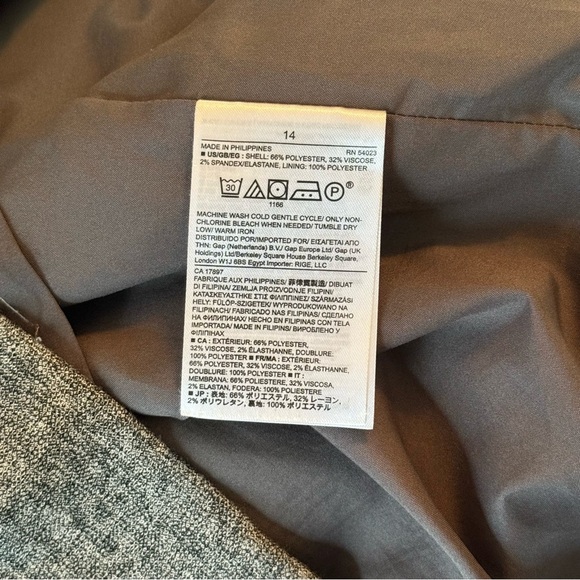 14
MADE IN PHILIPPINES RN 54023
■ US/GB/EG : SHELL: 66% POLYESTER, 32% VISCOSE,
2% SPANDEX/ELASTANE, LINING: 100% POLYESTER
30 P ®
1166
MACHINE WASH COLD GENTLE CYCLE/ ONLY NON-
CHLORINE BLEACH WHEN NEEDED/ TUMBLE DRY
LOW/ WARM IRON
DISTRIBUIDO POR/IMPORTED FOR/ ΕΙΣΑΓΕΤΑΙ ΑΠ
ΤΗΝ: Gap (Netherlands) B.V./ Gap Europe Ltd/ Gap (UK
Holdings) Ltd/Berkeley Square House Berkeley Square,
London W1J 6BS Egypt Importer: RIGE, LLC
CA 17897
FABRIQUE AUX PHILIPPINES/ 菲律賓製造/ DIBUAT
DI FILIPINA/ ZEMLJA PROIZVODNJE FILIPINI/
ΚΑΤΑΣΚΕΥΑΣΤΗΚΕ ΣΤΙΣ ΦΙΛΙΠΠΙΝΕΣ/ SZÁRMAZÁSI
HELY: FÜLÖP-SZIGETEK/ WYPRODUKOWANO NA
FILIPINACH/ FABRICADO NAS FILIPINAS/ СДЕЛАНО
НА ФИЛИППИНАХ/ HECHO EN FILIPINAS CON TELA
IMPORTADA/ MADE IN FILIPINS/ ВИРОБЛЕНО НА
ФІЛІПІНАХ
■ CA : EXTÉRIEUR: 66% POLYESTER,
32% VISCOSE, 2% ÉLASTHANNE, DOUBLURE:
100% POLYESTER ■ FR/MA : EXTÉRIEUR:
66% POLYESTER, 32% VISCOSE, 2% ÉLASTHANNE,
DOUBLURE: 100% POLYESTER ■ IT :
MEMBRANA: 66% POLIESTERE, 32% VISCOSA,
2% ELASTAN, FODERA: 100% POLIESTERE
■ JP : 表地: 66% ポリエステル, 32% レーヨン,
2% ポリウレタン, 裏地: 100% ポリエステル